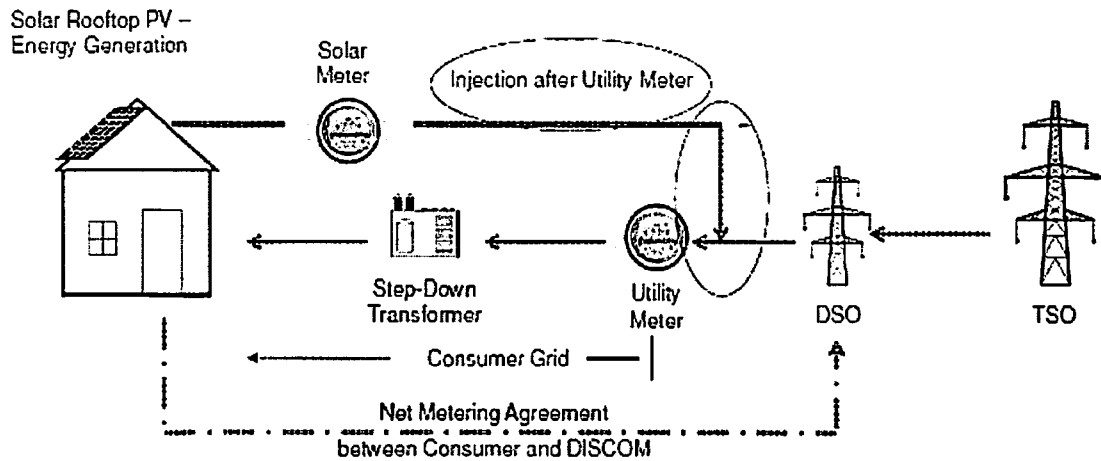 Solar Rooftop PV –
Energy Generation
Solar
Meter
Injection after Utility Meter
Step-Down
Transformer
Utility
Meter
DSO
TSO
Consumer Grid
Net Metering Agreement
between Consumer and DISCOM